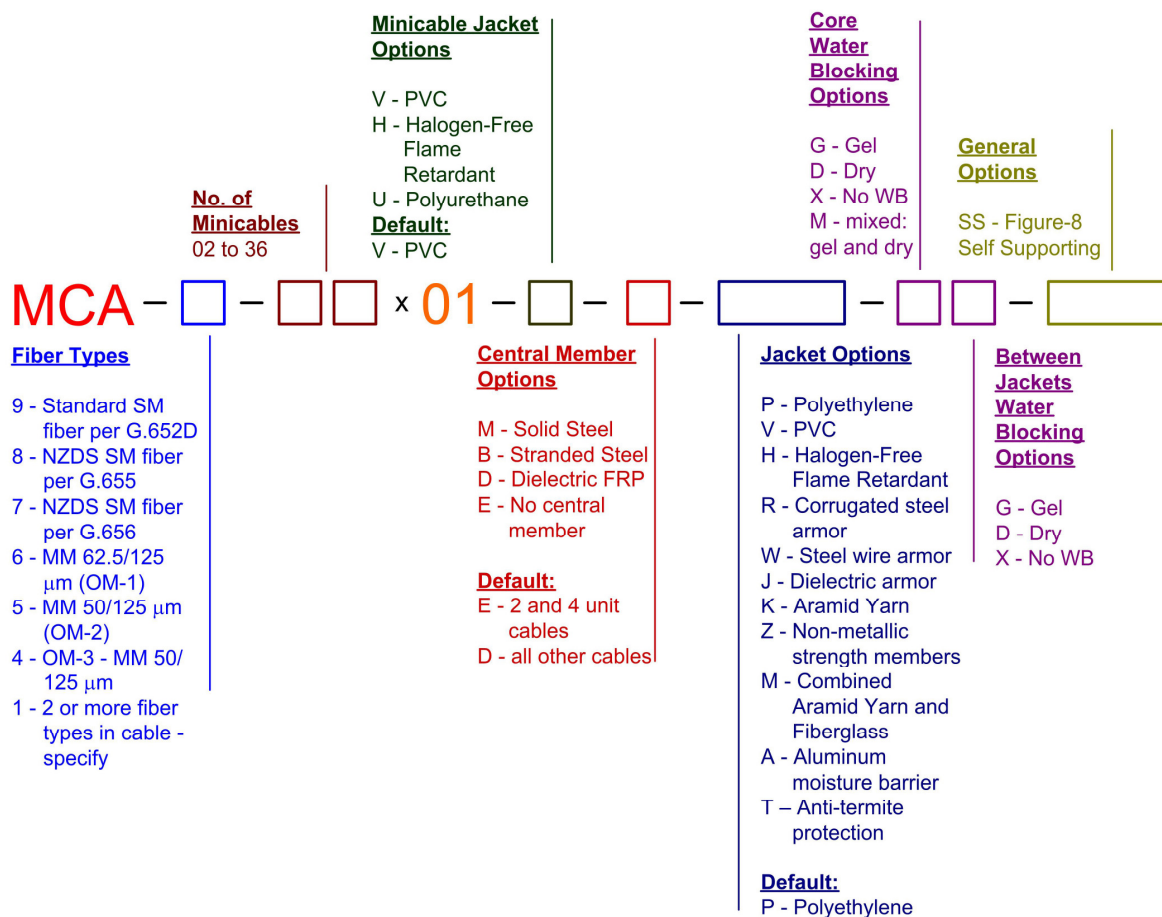 Minicable Jacket
Options
V - PVC
H - Halogen-Free
Flame
Retardant
U - Polyurethane
Default:
V - PVC
Core
Water
Blocking
Options
G - Gel
D - Dry
X - No WB
M - mixed:
gel and dry
General
Options
SS - Figure-8
Self Supporting
No. of
Minicables
02 to 36
MCA – – x 01 – – – –
Fiber Types
9 - Standard SM
fiber per G.652D
8 - NZDS SM fiber
per G.655
7 - NZDS SM fiber
per G.656
6 - MM 62.5/125
μm (OM-1)
5 - MM 50/125 μm
(OM-2)
4 - OM-3 - MM 50/
125 μm
1 - 2 or more fiber
types in cable -
specify
Central Member
Options
M - Solid Steel
B - Stranded Steel
D - Dielectric FRP
E - No central
member
Default:
E - 2 and 4 unit
cables
D - all other cables
Jacket Options
P - Polyethylene
V - PVC
H - Halogen-Free
Flame Retardant
R - Corrugated steel
armor
W - Steel wire armor
J - Dielectric armor
K - Aramid Yarn
Z - Non-metallic
strength members
M - Combined
Aramid Yarn and
Fiberglass
A - Aluminum
moisture barrier
T – Anti-termite
protection
Default:
P - Polyethylene
Between
Jackets
Water
Blocking
Options
G - Gel
D - Dry
X - No WB